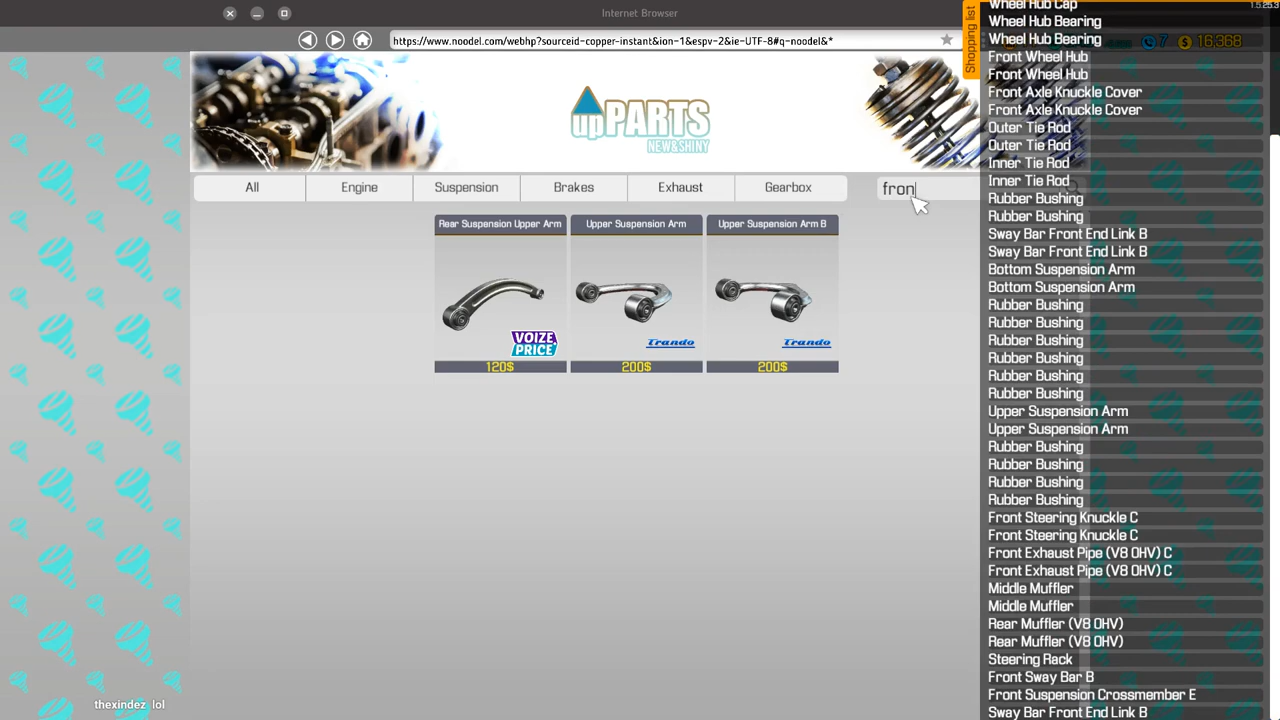 Internet Browser
https://www.noodel.com/webhp?sourceid-copper-instant&ion-1&espv-2&ie-UTF-8#q-noodel&*
upPARTS
NEW&SHINY
All
Engine
Suspension
Brakes
Exhaust
Gearbox
fron
Rear Suspension Upper Arm
Upper Suspension Arm
Upper Suspension Arm B
VOIZE
PRICE
Trando
Trando
120$
200$
200$
thexindez_lol
Shopping list
1.5.25.3
7
16,368
Wheel Hub Cap
Wheel Hub Bearing
Wheel Hub Bearing
Front Wheel Hub
Front Wheel Hub
Front Axle Knuckle Cover
Front Axle Knuckle Cover
Outer Tie Rod
Outer Tie Rod
Inner Tie Rod
Inner Tie Rod
Rubber Bushing
Rubber Bushing
Sway Bar Front End Link B
Sway Bar Front End Link B
Bottom Suspension Arm
Bottom Suspension Arm
Rubber Bushing
Rubber Bushing
Rubber Bushing
Rubber Bushing
Rubber Bushing
Rubber Bushing
Upper Suspension Arm
Upper Suspension Arm
Rubber Bushing
Rubber Bushing
Rubber Bushing
Rubber Bushing
Front Steering Knuckle C
Front Steering Knuckle C
Front Exhaust Pipe (V8 OHV) C
Front Exhaust Pipe (V8 OHV) C
Middle Muffler
Middle Muffler
Rear Muffler (V8 OHV)
Rear Muffler (V8 OHV)
Steering Rack
Front Sway Bar B
Front Suspension Crossmember E
Sway Bar Front End Link B